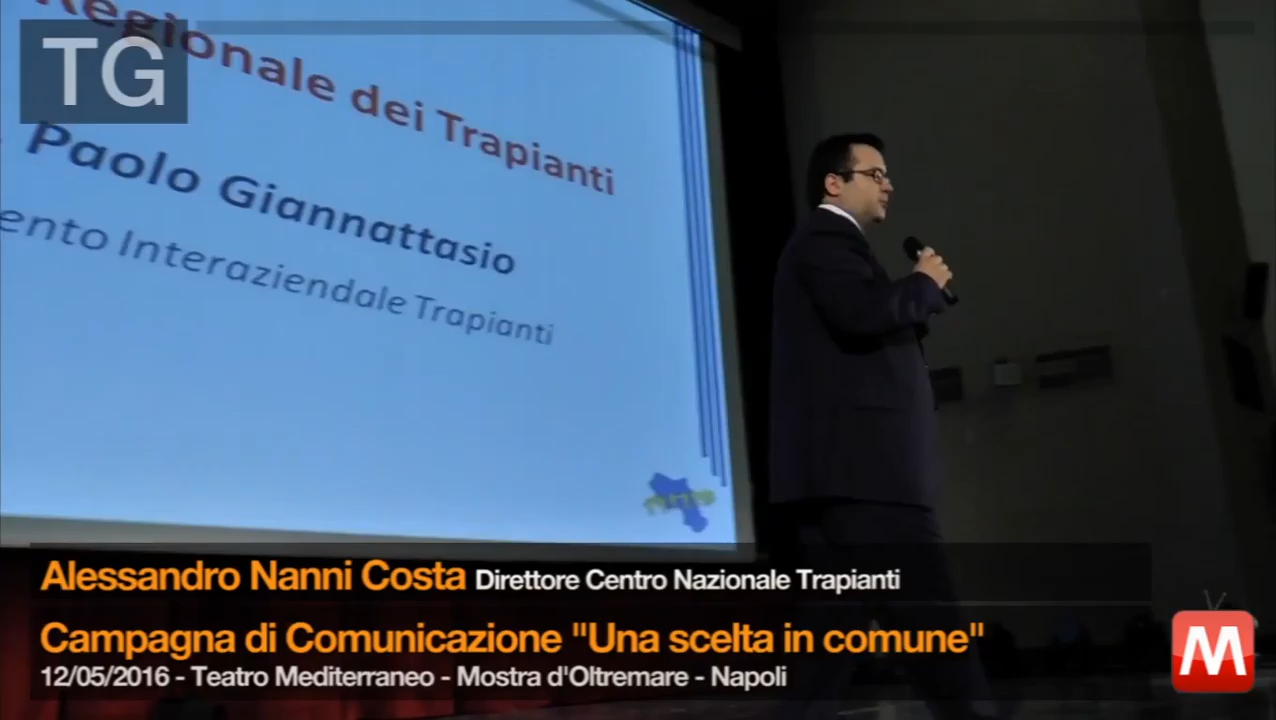 TG
Regionale dei Trapianti
. Paolo Giannattasio
ento Interaziendale Trapianti
Alessandro Nanni Costa Direttore Centro Nazionale Trapianti
Campagna di Comunicazione "Una scelta in comune"
12/05/2016 - Teatro Mediterraneo - Mostra d'Oltremare - Napoli
M